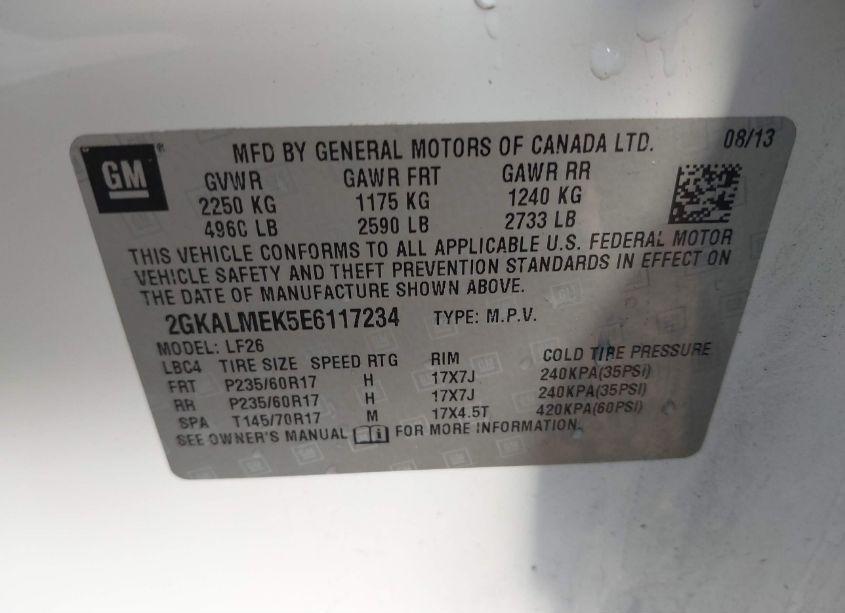 GM
®
MFD BY GENERAL MOTORS OF CANADA LTD. 08/13
GVWR GAWR FRT GAWR RR
2250 KG 1175 KG 1240 KG
4960 LB 2590 LB 2733 LB
THIS VEHICLE CONFORMS TO ALL APPLICABLE U.S. FEDERAL MOTOR
VEHICLE SAFETY AND THEFT PREVENTION STANDARDS IN EFFECT ON
THE DATE OF MANUFACTURE SHOWN ABOVE.
2GKALMEK5E6117234 TYPE: M.P.V.
MODEL: LF26
LBC4 TIRE SIZE SPEED RTG RIM COLD TIRE PRESSURE
FRT P235/60R17 H 17X7J 240KPA(35PSI)
RR P235/60R17 H 17X7J 240KPA(35PSI)
SPA T145/70R17 M 17X4.5T 420KPA(60PSI)
SEE OWNER'S MANUAL FOR MORE INFORMATION.